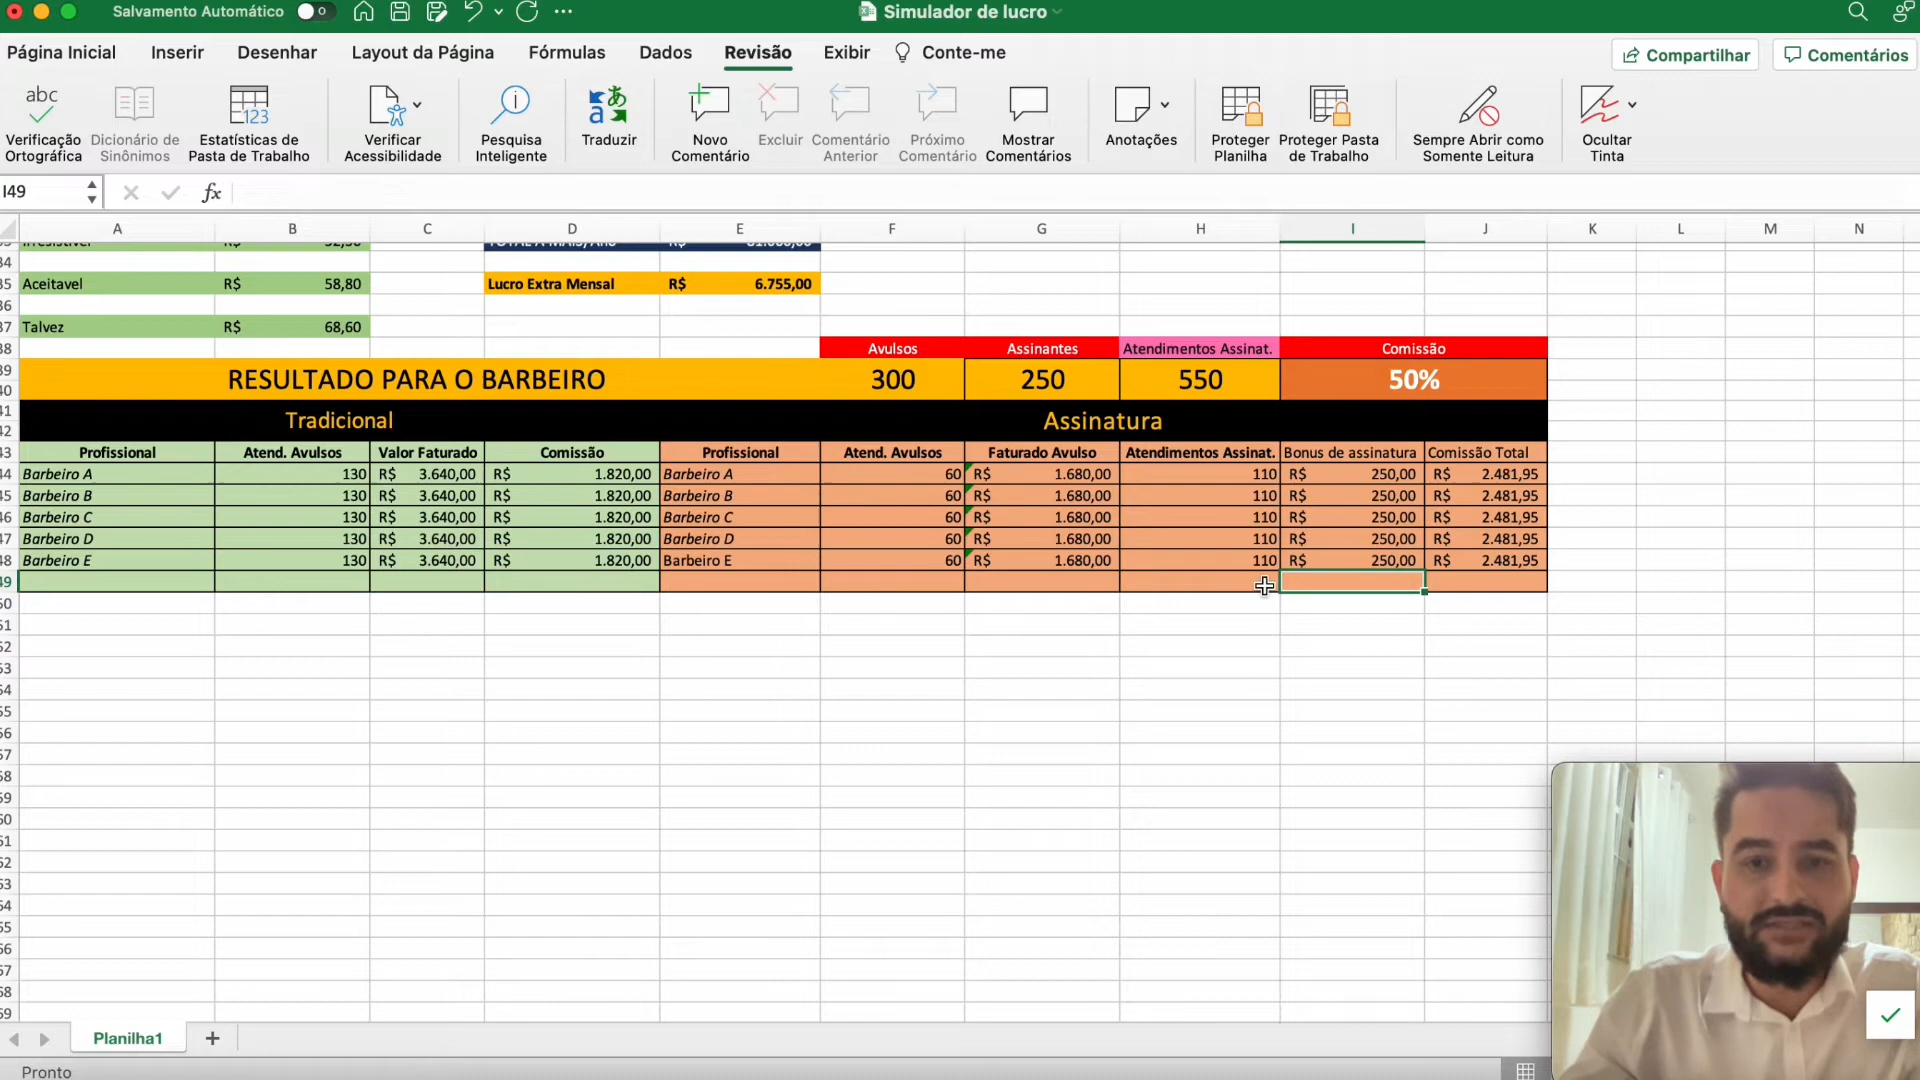 Salvamento Automático
Simulador de lucro
Página Inicial Inserir Desenhar Layout da Página Fórmulas Dados Revisão Exibir Conte-me Compartilhar Comentários
abc Verificação Ortográfica
Dicionário de Sinônimos
123 Estatísticas de Pasta de Trabalho
Verificar Acessibilidade
Pesquisa Inteligente
Traduzir
Novo Comentário
Excluir
Comentário Anterior
Próximo Comentário
Mostrar Comentários
Anotações
Proteger Planilha
Proteger Pasta de Trabalho
Sempre Abrir como Somente Leitura
Ocultar Tinta
I49 fx
A B C D E F G H I J K L M N
Aceitavel R$ 58,80 Lucro Extra Mensal R$ 6.755,00
Talvez R$ 68,60
Avulsos Assinantes Atendimentos Assinat. Comissão
RESULTADO PARA O BARBEIRO 300 250 550 50%
Tradicional Assinatura
Profissional Atend. Avulsos Valor Faturado Comissão Profissional Atend. Avulsos Faturado Avulso Atendimentos Assinat. Bonus de assinatura Comissão Total
Barbeiro A 130 R$ 3.640,00 R$ 1.820,00 Barbeiro A 60 R$ 1.680,00 110 R$ 250,00 R$ 2.481,95
Barbeiro B 130 R$ 3.640,00 R$ 1.820,00 Barbeiro B 60 R$ 1.680,00 110 R$ 250,00 R$ 2.481,95
Barbeiro C 130 R$ 3.640,00 R$ 1.820,00 Barbeiro C 60 R$ 1.680,00 110 R$ 250,00 R$ 2.481,95
Barbeiro D 130 R$ 3.640,00 R$ 1.820,00 Barbeiro D 60 R$ 1.680,00 110 R$ 250,00 R$ 2.481,95
Barbeiro E 130 R$ 3.640,00 R$ 1.820,00 Barbeiro E 60 R$ 1.680,00 110 R$ 250,00 R$ 2.481,95
Planilha1
Pronto